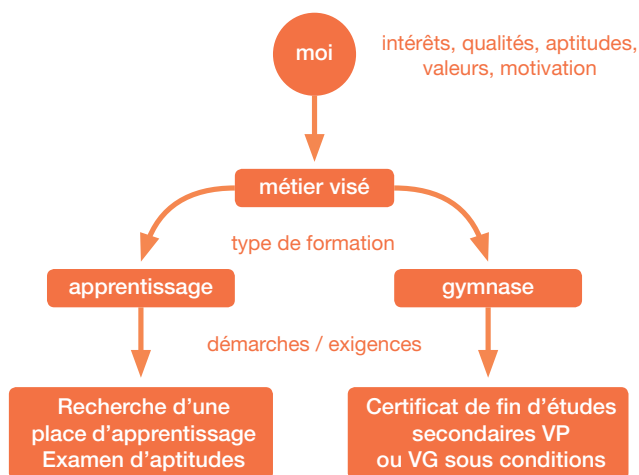 moi
intérêts, qualités, aptitudes,
valeurs, motivation
métier visé
type de formation
apprentissage
gymnase
démarches / exigences
Recherche d’une
place d’apprentissage
Examen d’aptitudes
Certificat de fin d’études
secondaires VP
ou VG sous conditions